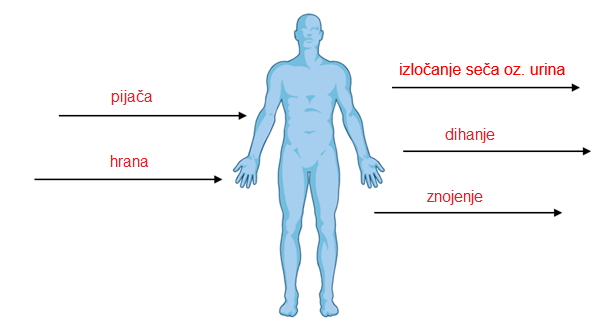 pijača
hrana
izločanje seča oz. urina
dihanje
znojenje